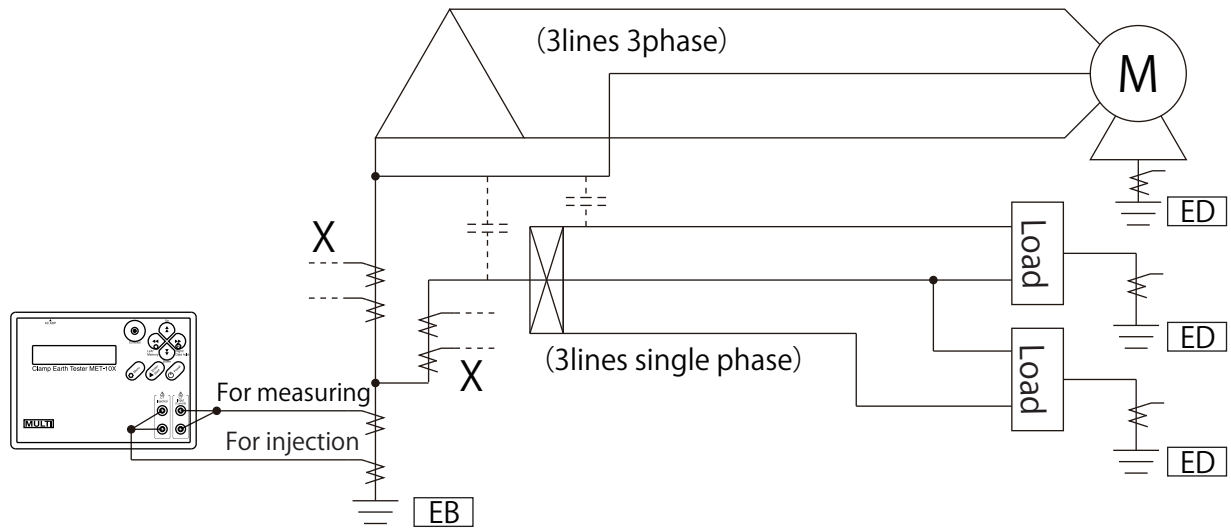 (3lines 3phase)
M
ED
X
Load
ED
(3lines single phase)
X
Load
Clamp Earth Tester MET-10X
For measuring
MULTI
For injection
ED
EB